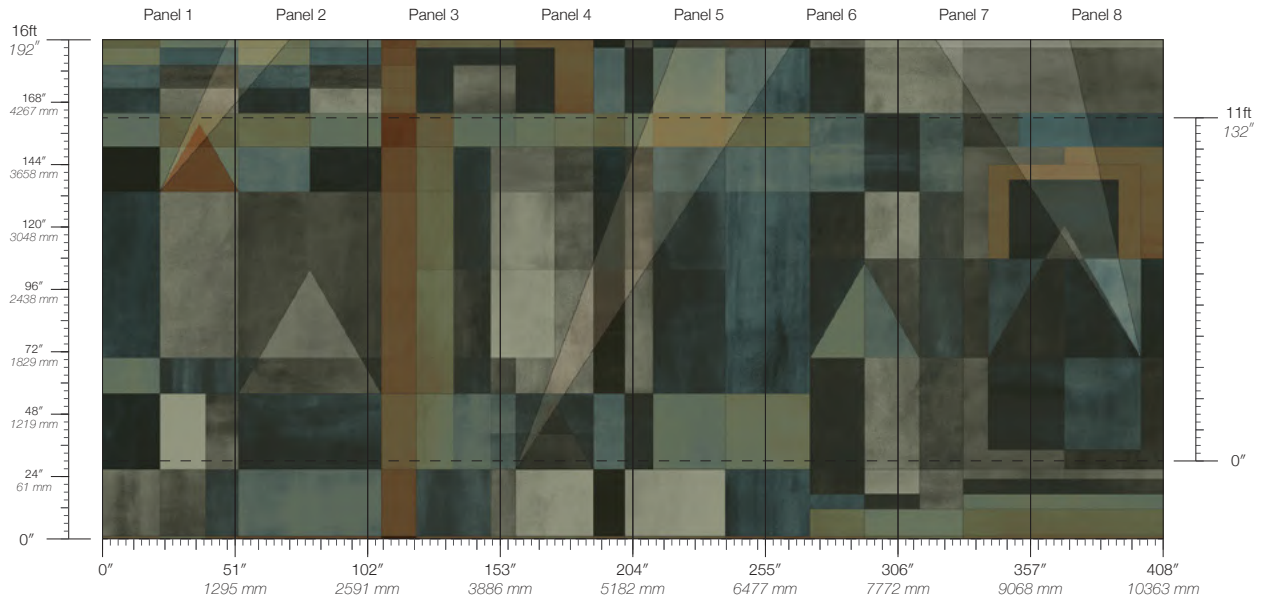 Panel 1 Panel 2 Panel 3 Panel 4 Panel 5 Panel 6 Panel 7 Panel 8
16ft
192″
168″
4267 mm
144″
3658 mm
120″
3048 mm
96″
2438 mm
72″
1829 mm
48″
1219 mm
24″
61 mm
0″
11ft
132″
0″
0″ 51″ 102″ 153″ 204″ 255″ 306″ 357″ 408″
1295 mm 2591 mm 3886 mm 5182 mm 6477 mm 7772 mm 9068 mm 10363 mm